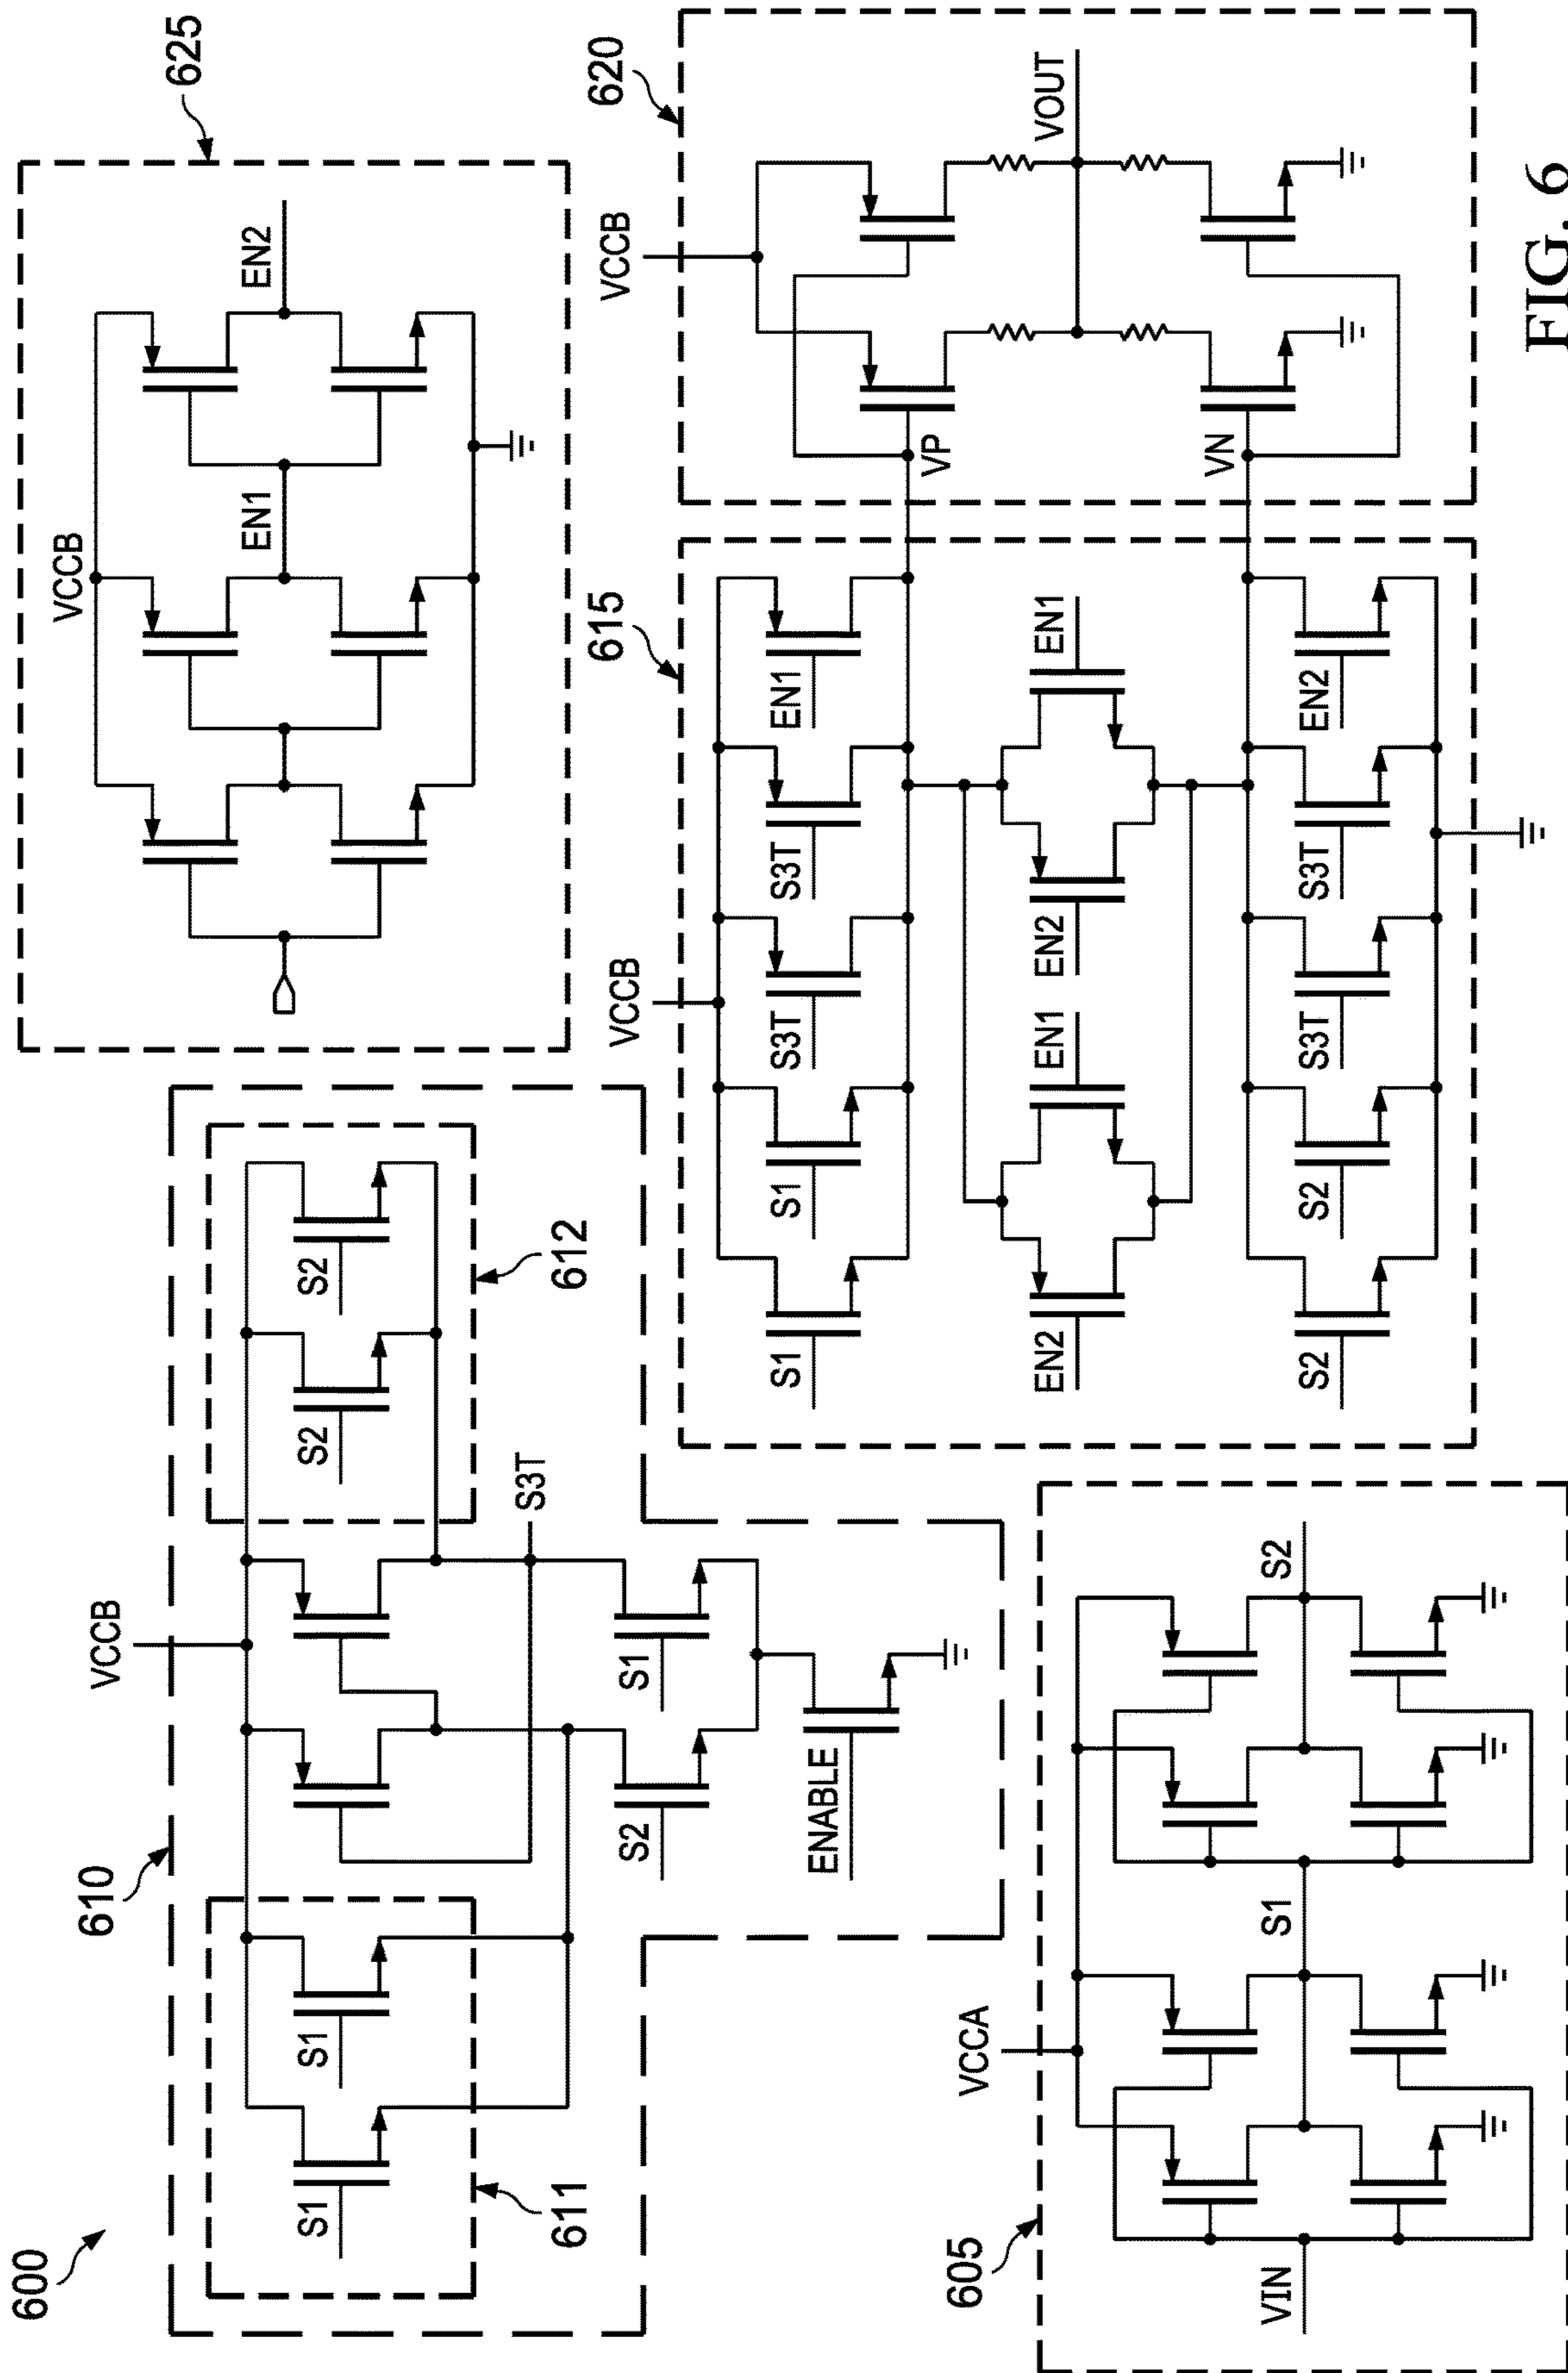 600
610
VCCB
S1
S1
611
S2
S2
612
S3T
S2
S1
ENABLE
625
VCCB
EN1
EN2
605
VCCA
VIN
S1
S2
615
VCCB
S1
S1
S3T
S3T
EN1
EN2
EN1
EN2
EN1
S2
S2
S3T
S3T
EN2
620
VCCB
VP
VN
VOUT
FIG. 6